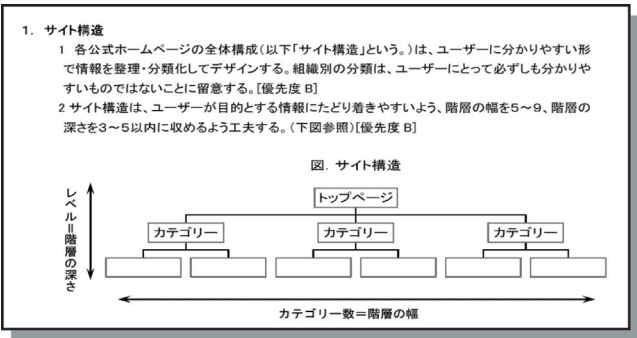 1. サイト構造
1 各公式ホームページの全体構成(以下「サイト構造」という。)は、ユーザーに分かりやすい形
で情報を整理・分類化してデザインする。組織別の分類は、ユーザーにとって必ずしも分かりや
すいものではないことに留意する。[優先度 B]
2 サイト構造は、ユーザーが目的とする情報にたどり着きやすいよう、階層の幅を5～9、階層の
深さを3～5以内に収めるよう工夫する。(下図参照)[優先度 B]
図. サイト構造
トップページ
カテゴリー
カテゴリー
カテゴリー
レベル＝階層の深さ
カテゴリー数＝階層の幅